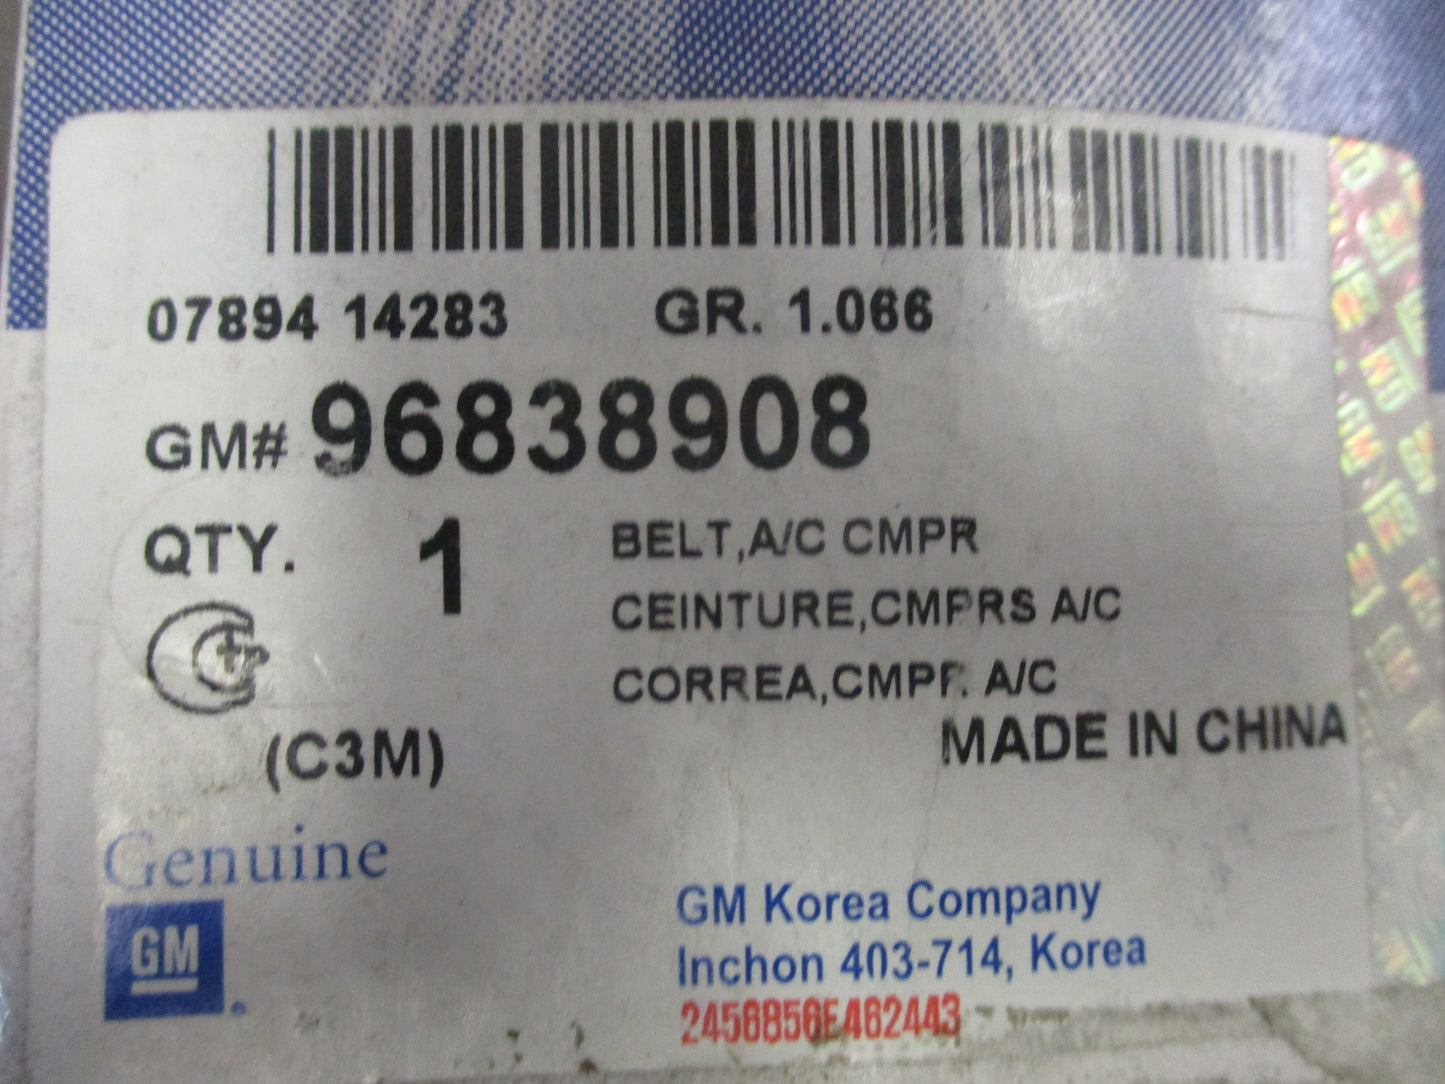 07894 14283 GR. 1.066
GM# 96838908
QTY. 1
BELT,A/C CMPR
CEINTURE,CMPRS A/C
CORREA,CMPR. A/C
MADE IN CHINA
(C3M)
Genuine
GM
GM Korea Company
Inchon 403-714, Korea
2456856E462443